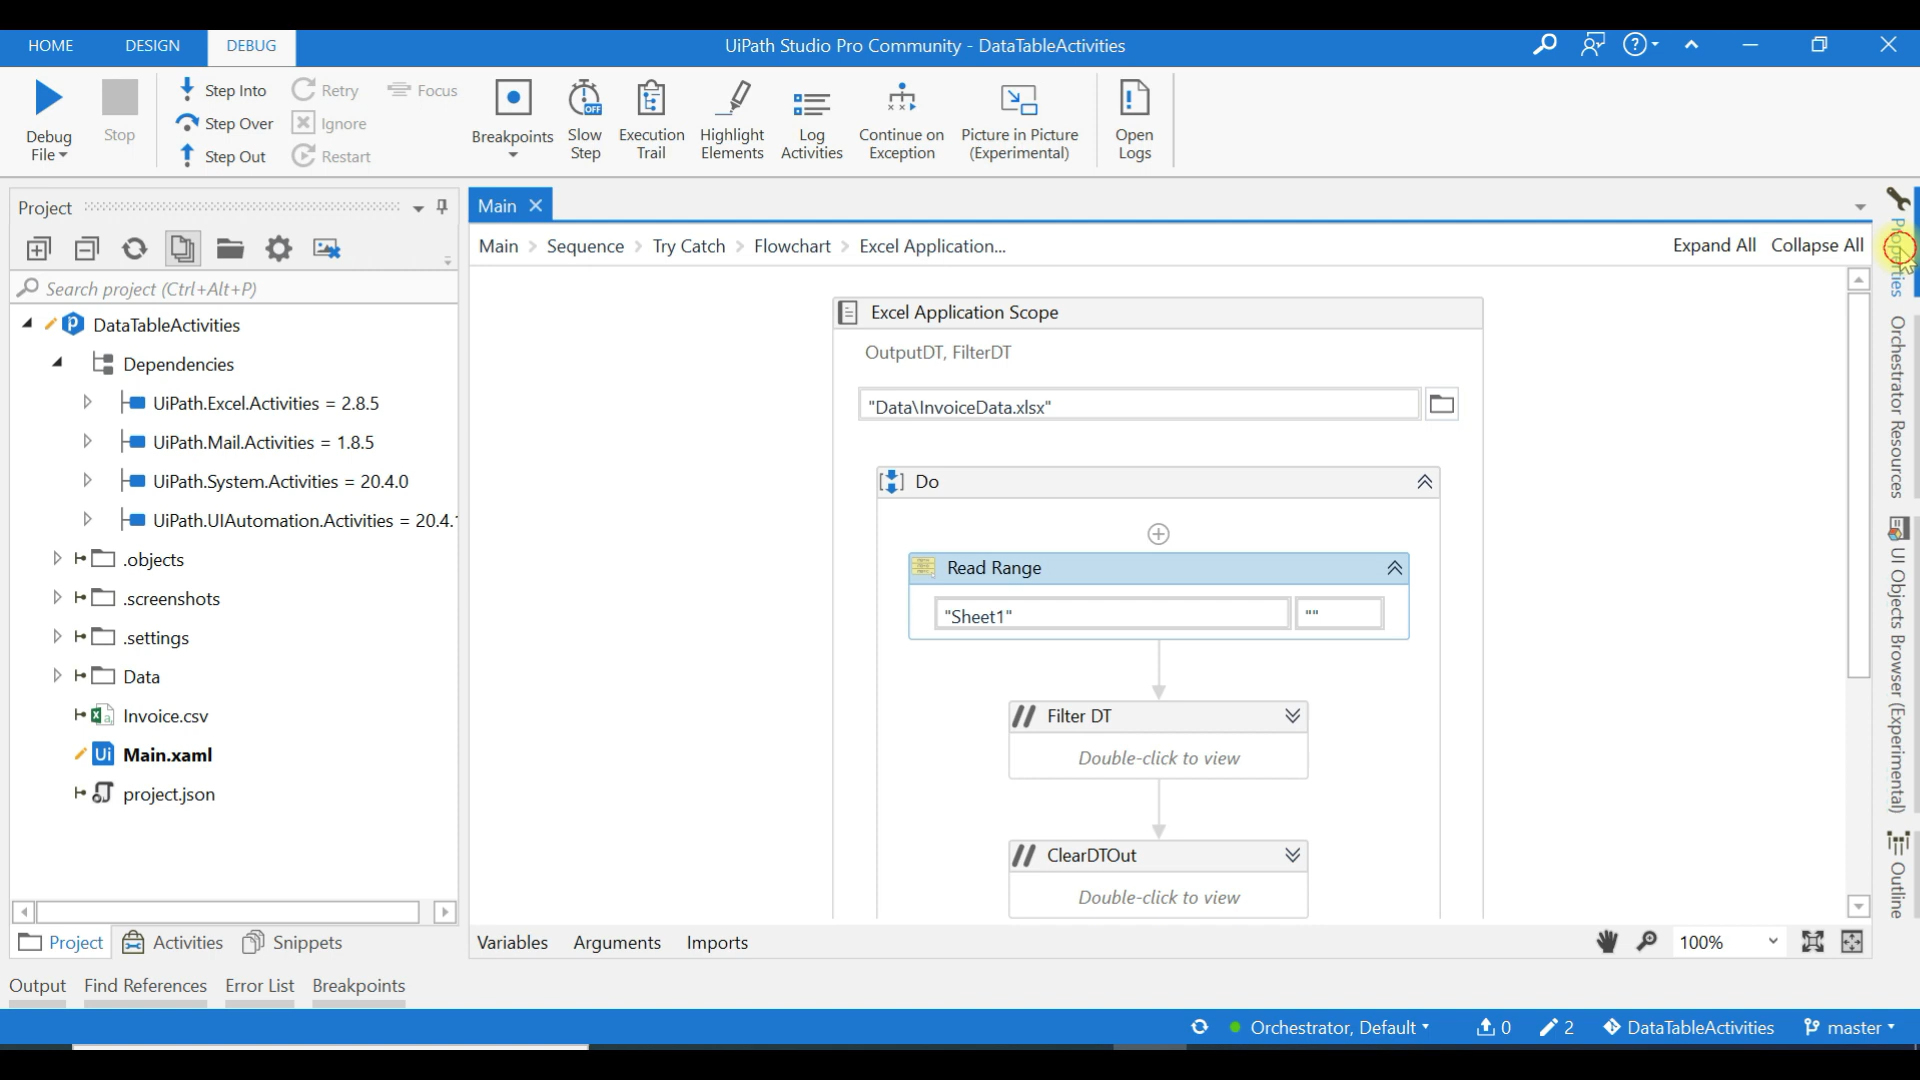 HOME
DESIGN
DEBUG
UiPath Studio Pro Community - DataTableActivities
Debug
File
Stop
Step Into
Step Over
Step Out
Retry
Ignore
Restart
Focus
Breakpoints
Slow
Step
OFF
Execution
Trail
Highlight
Elements
Log
Activities
Continue on
Exception
Picture in Picture
(Experimental)
Open
Logs
Project
Search project (Ctrl+Alt+P)
DataTableActivities
Dependencies
UiPath.Excel.Activities = 2.8.5
UiPath.Mail.Activities = 1.8.5
UiPath.System.Activities = 20.4.0
UiPath.UIAutomation.Activities = 20.4.
.objects
.screenshots
.settings
Data
Invoice.csv
Main.xaml
project.json
Project
Activities
Snippets
Main
Main > Sequence > Try Catch > Flowchart > Excel Application...
Expand All
Collapse All
Excel Application Scope
OutputDT, FilterDT
"Data\InvoiceData.xlsx"
Do
Read Range
"Sheet1"
""
// Filter DT
Double-click to view
// ClearDTOut
Double-click to view
Variables
Arguments
Imports
100%
Properties
Orchestrator Resources
UI Objects Browser (Experimental)
Outline
Output
Find References
Error List
Breakpoints
Orchestrator, Default
0
2
DataTableActivities
master